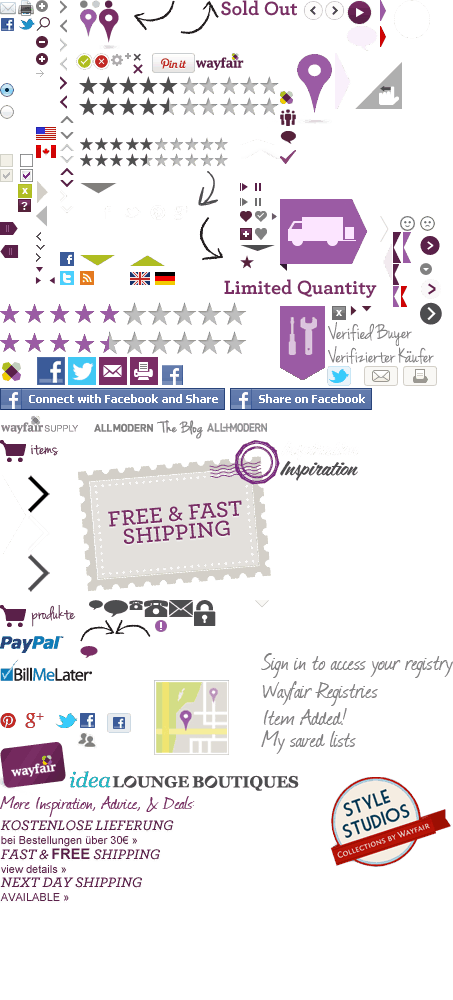 Sold Out
Pin it
wayfair
Limited Quantity
Verified Buyer
Verifizierter Käufer
Connect with Facebook and Share
Share on Facebook
wayfair SUPPLY
ALLMODERN The Blog ALLMODERN
items
Inspiration
FREE & FAST
SHIPPING
produkte
PayPal
BillMeLater
Sign in to access your registry
Wayfair Registries
Item Added!
My saved lists
g+
wayfair
idea LOUNGE BOUTIQUES
More Inspiration, Advice, & Deals:
STYLE
STUDIOS
COLLECTIONS BY WAYFAIR
KOSTENLOSE LIEFERUNG
bei Bestellungen über 30€ »
FAST & FREE SHIPPING
view details »
NEXT DAY SHIPPING
AVAILABLE »